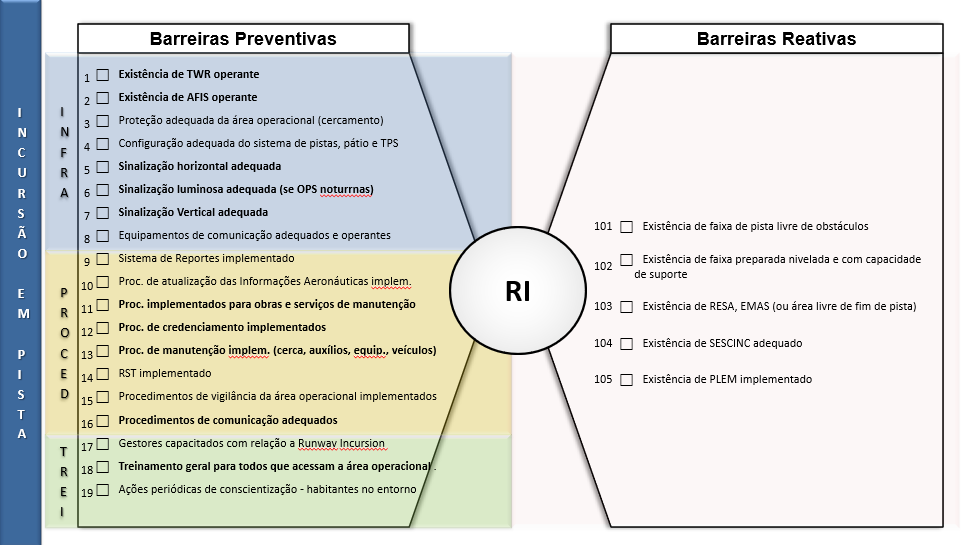 INCURSÃO EM PISTA
Barreiras Preventivas
INFRA
1 Existência de TWR operante
2 Existência de AFIS operante
3 Proteção adequada da área operacional (cercamento)
4 Configuração adequada do sistema de pistas, pátio e TPS
5 Sinalização horizontal adequada
6 Sinalização luminosa adequada (se OPS noturrnas)
7 Sinalização Vertical adequada
8 Equipamentos de comunicação adequados e operantes
PROCED
9 Sistema de Reportes implementado
10 Proc. de atualização das Informações Aeronáuticas implem.
11 Proc. implementados para obras e serviços de manutenção
12 Proc. de credenciamento implementados
13 Proc. de manutenção implem. (cerca, auxílios, equip., veículos)
14 RST implementado
15 Procedimentos de vigilância da área operacional implementados
16 Procedimentos de comunicação adequados
TREI
17 Gestores capacitados com relação a Runway Incursion
18 Treinamento geral para todos que acessam a área operacional .
19 Ações periódicas de conscientização - habitantes no entorno
RI
Barreiras Reativas
101 Existência de faixa de pista livre de obstáculos
102 Existência de faixa preparada nivelada e com capacidade
de suporte
103 Existência de RESA, EMAS (ou área livre de fim de pista)
104 Existência de SESCINC adequado
105 Existência de PLEM implementado